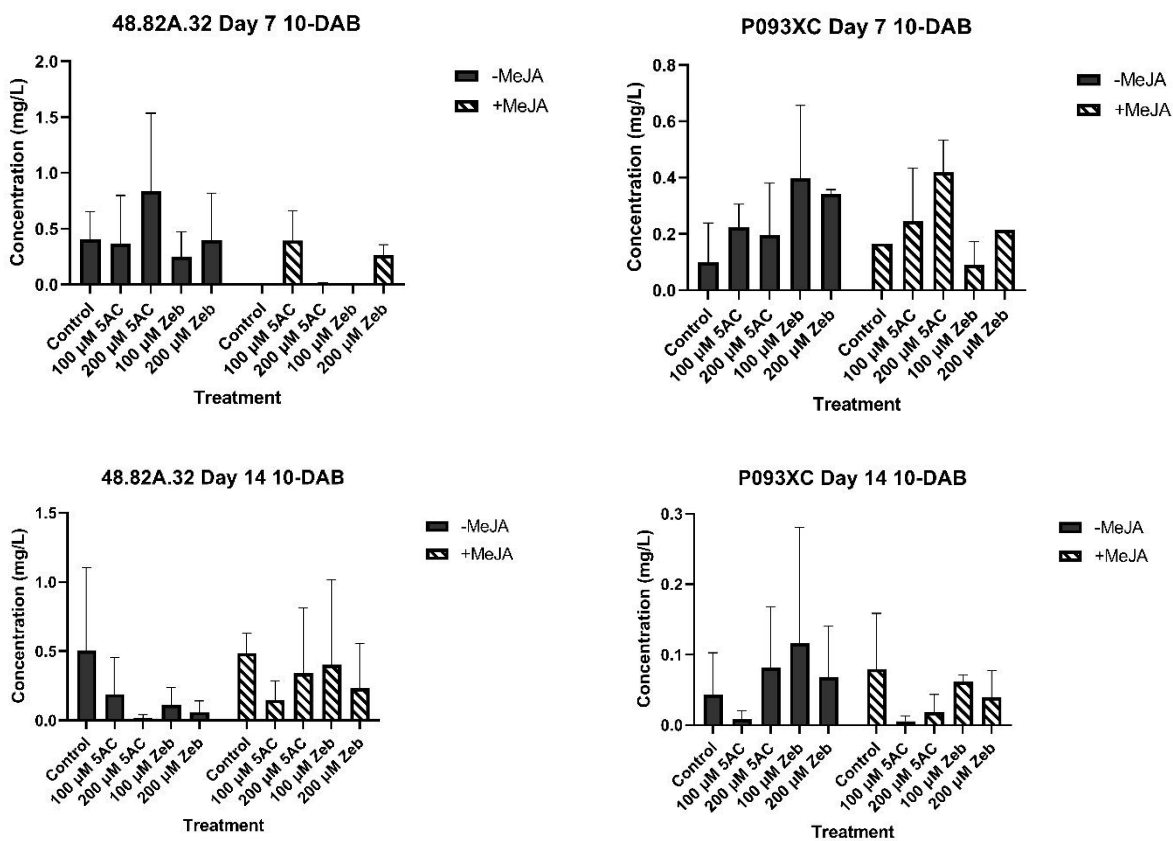 48.82A.32 Day 7 10-DAB
Concentration (mg/L)
2.0
1.5
1.0
0.5
0.0
Control
100 µM 5AC
200 µM 5AC
100 µM Zeb
200 µM Zeb
Control
100 µM 5AC
200 µM 5AC
100 µM Zeb
200 µM Zeb
Treatment
-MeJA
+MeJA
P093XC Day 7 10-DAB
Concentration (mg/L)
0.8
0.6
0.4
0.2
0.0
Control
100 µM 5AC
200 µM 5AC
100 µM Zeb
200 µM Zeb
Control
100 µM 5AC
200 µM 5AC
100 µM Zeb
200 µM Zeb
Treatment
-MeJA
+MeJA
48.82A.32 Day 14 10-DAB
Concentration (mg/L)
1.5
1.0
0.5
0.0
Control
100 µM 5AC
200 µM 5AC
100 µM Zeb
200 µM Zeb
Control
100 µM 5AC
200 µM 5AC
100 µM Zeb
200 µM Zeb
Treatment
-MeJA
+MeJA
P093XC Day 14 10-DAB
Concentration (mg/L)
0.3
0.2
0.1
0.0
Control
100 µM 5AC
200 µM 5AC
100 µM Zeb
200 µM Zeb
Control
100 µM 5AC
200 µM 5AC
100 µM Zeb
200 µM Zeb
Treatment
-MeJA
+MeJA